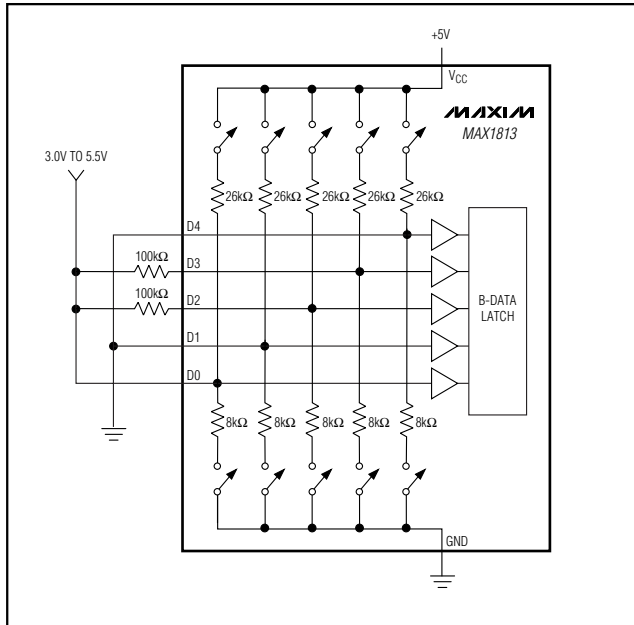 +5V
VCC
MAXIM
MAX1813
3.0V TO 5.5V
26kΩ 26kΩ 26kΩ 26kΩ 26kΩ
D4
100kΩ D3
100kΩ D2
B-DATA
LATCH
D1
D0
8kΩ 8kΩ 8kΩ 8kΩ 8kΩ
GND